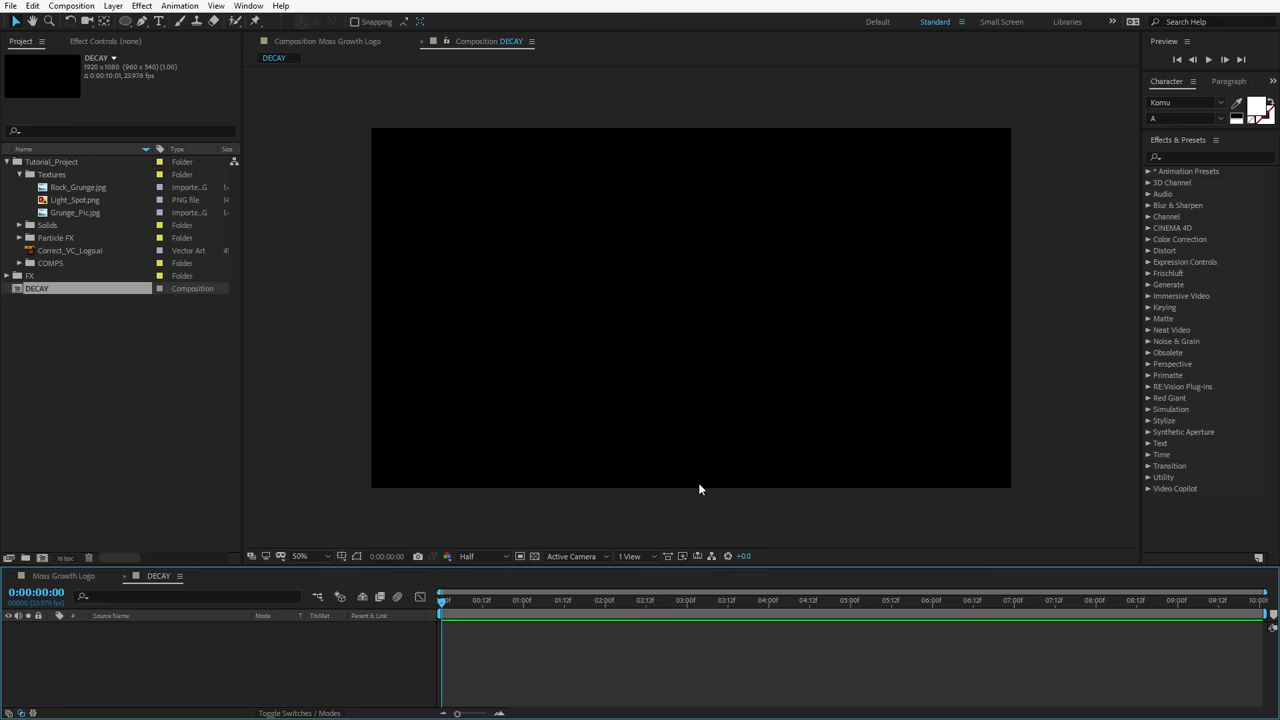 File Edit Composition Layer Effect Animation View Window Help
Snapping Default Standard Small Screen Libraries Search Help
Project Effect Controls (none) Composition Moss Growth Logo Composition DECAY Preview
DECAY
1920 x 1080 (960 x 540) (1.00)
Δ 0:00:10:01, 23.976 fps
DECAY
Character Paragraph
Komu
A
Effects & Presets
Name Type Size
Tutorial_Project Folder
Textures Folder
Rock_Grunge.jpg Importe...G
Light_Spot.png PNG file
Grunge_Pic.jpg Importe...G
Solids Folder
Particle FX Folder
Correct_VC_Logo.ai Vector Art
COMPS Folder
FX Folder
DECAY Composition
* Animation Presets
3D Channel
Audio
Blur & Sharpen
Channel
CINEMA 4D
Color Correction
Distort
Expression Controls
Frischluft
Generate
Immersive Video
Keying
Matte
Neat Video
Noise & Grain
Obsolete
Perspective
Primatte
RE:Vision Plug-ins
Red Giant
Simulation
Stylize
Synthetic Aperture
Text
Time
Transition
Utility
Video Copilot
16 bpc 50% 0:00:00:00 Half Active Camera 1 View +0.0
Moss Growth Logo DECAY
0:00:00:00
00000 (23.976 fps)
:00f 00:12f 01:00f 01:12f 02:00f 02:12f 03:00f 03:12f 04:00f 04:12f 05:00f 05:12f 06:00f 06:12f 07:00f 07:12f 08:00f 08:12f 09:00f 09:12f 10:00f
# Source Name Mode T TrkMat Parent & Link
Toggle Switches / Modes